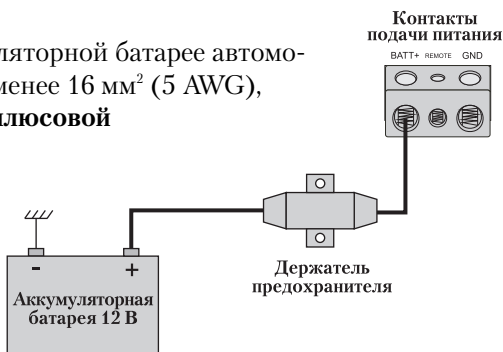 Контакты
подачи питания
BATT+ REMOTE GND
ляторной батарее автомо-
менее 16 мм² (5 AWG),
люсовой
Держатель
предохранителя
- +
Аккумуляторная
батарея 12 В